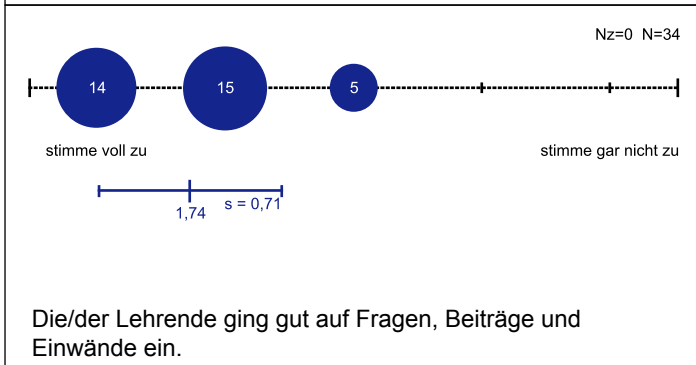 Nz=0 N=34
14 15 5
stimme voll zu stimme gar nicht zu
1,74 s = 0,71
Die/der Lehrende ging gut auf Fragen, Beiträge und
Einwände ein.